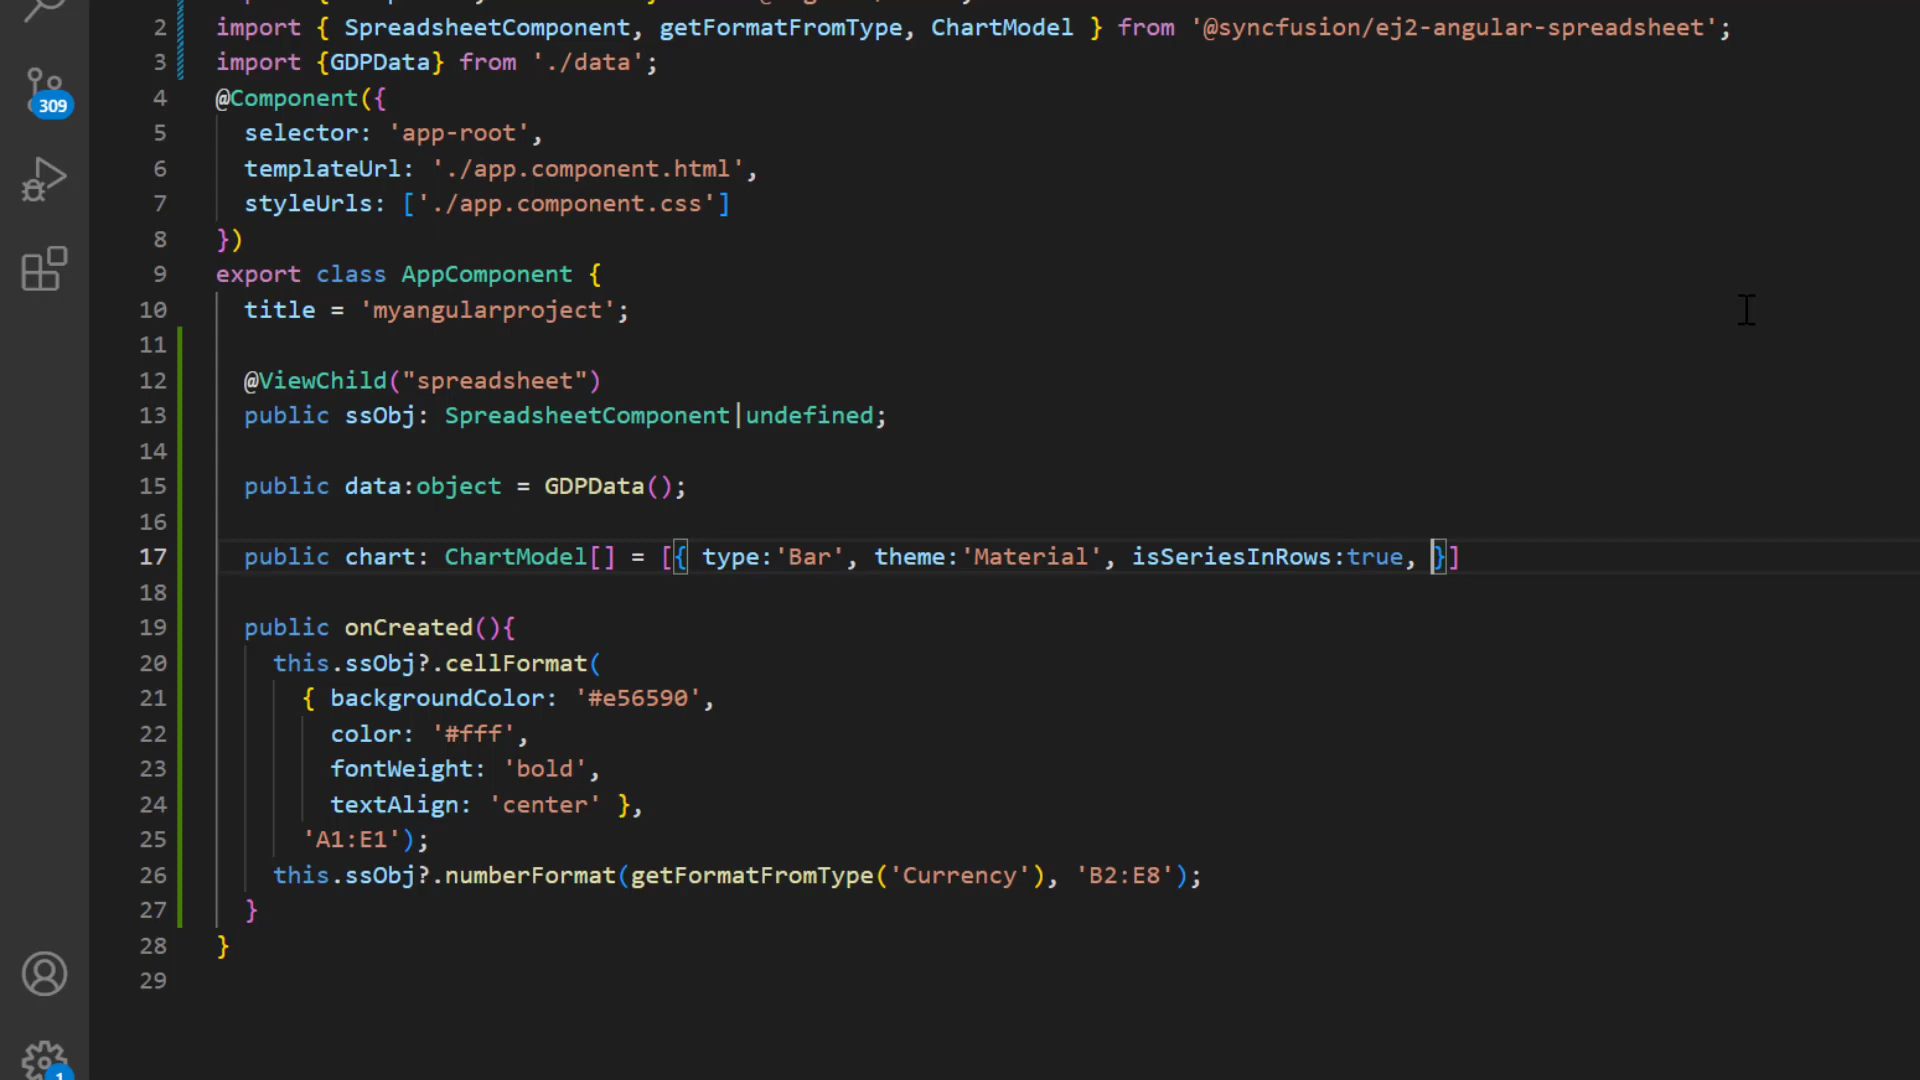 2 import { SpreadsheetComponent, getFormatFromType, ChartModel } from '@syncfusion/ej2-angular-spreadsheet';
3 import {GDPData} from './data';
4 @Component({
309
5 selector: 'app-root',
6 templateUrl: './app.component.html',
7 styleUrls: ['./app.component.css']
8 })
9 export class AppComponent {
10 title = 'myangularproject';
11
12 @ViewChild("spreadsheet")
13 public ssObj: SpreadsheetComponent|undefined;
14
15 public data:object = GDPData();
16
17 public chart: ChartModel[] = [{ type:'Bar', theme:'Material', isSeriesInRows:true, }]
18
19 public onCreated(){
20 this.ssObj?.cellFormat(
21 { backgroundColor: '#e56590',
22 color: '#fff',
23 fontWeight: 'bold',
24 textAlign: 'center' },
25 'A1:E1');
26 this.ssObj?.numberFormat(getFormatFromType('Currency'), 'B2:E8');
27 }
28 }
29
1